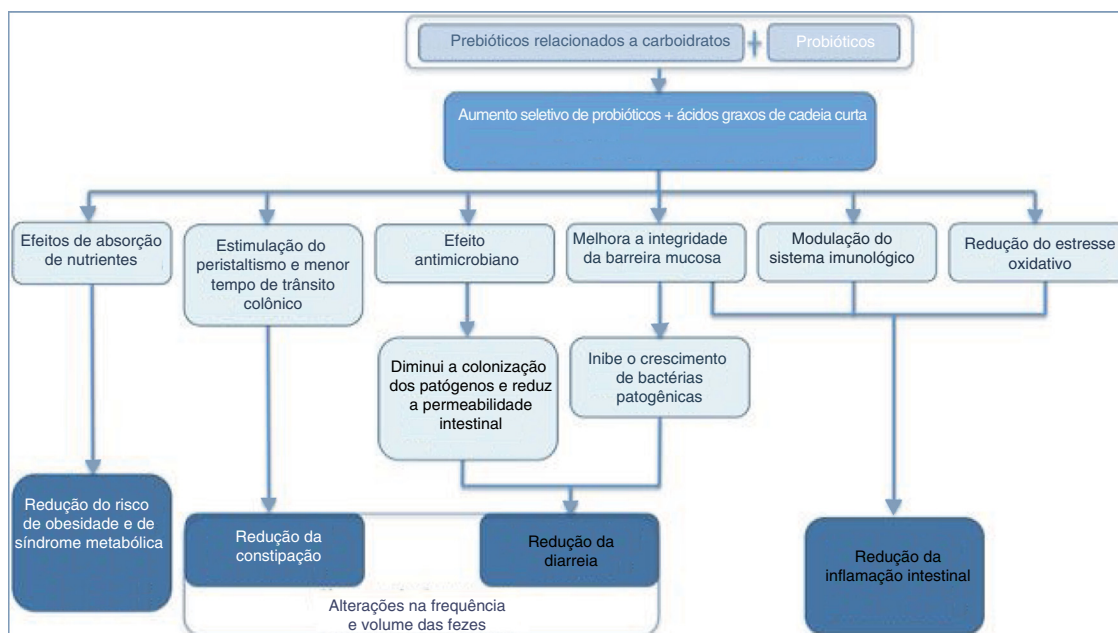 Prebióticos relacionados a carboidratos
+
Probióticos
Aumento seletivo de probióticos + ácidos graxos de cadeia curta
Efeitos de absorção
de nutrientes
Estimulação do
peristaltismo e menor
tempo de trânsito
colônico
Efeito
antimicrobiano
Melhora a integridade
da barreira mucosa
Modulação do
sistema imunológico
Redução do estresse
oxidativo
Diminui a colonização
dos patógenos e reduz
a permeabilidade
intestinal
Inibe o crescimento
de bactérias
patogênicas
Redução do risco
de obesidade e de
síndrome metabólica
Redução da
constipação
Redução da
diarreia
Redução da
inflamação intestinal
Alterações na frequência
e volume das fezes